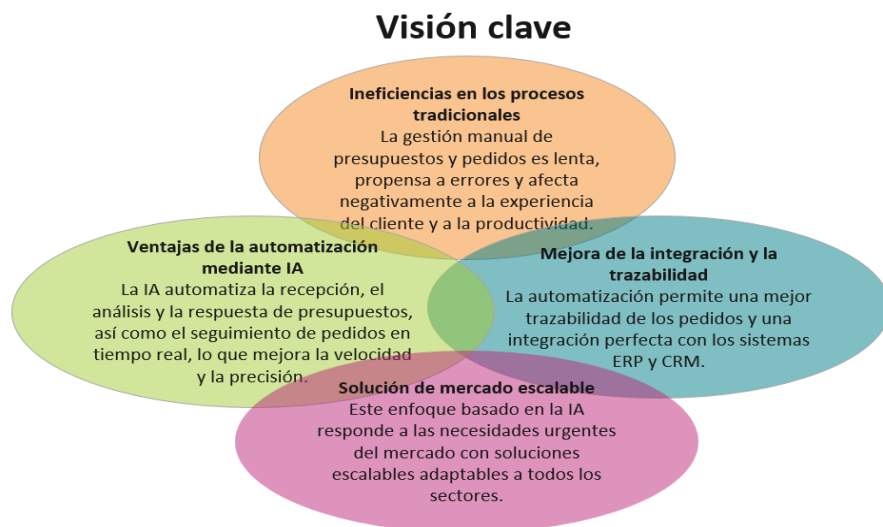 Visión clave
Ineficiencias en los procesos
tradicionales
La gestión manual de
presupuestos y pedidos es lenta,
propensa a errores y afecta
negativamente a la experiencia
del cliente y a la productividad.
Ventajas de la automatización
mediante IA
La IA automatiza la recepción, el
análisis y la respuesta de presupuestos,
así como el seguimiento de pedidos en
tiempo real, lo que mejora la velocidad
y la precisión.
Mejora de la integración y la
trazabilidad
La automatización permite una mejor
trazabilidad de los pedidos y una
integración perfecta con los sistemas
ERP y CRM.
Solución de mercado escalable
Este enfoque basado en la IA
responde a las necesidades urgentes
del mercado con soluciones
escalables adaptables a todos los
sectores.